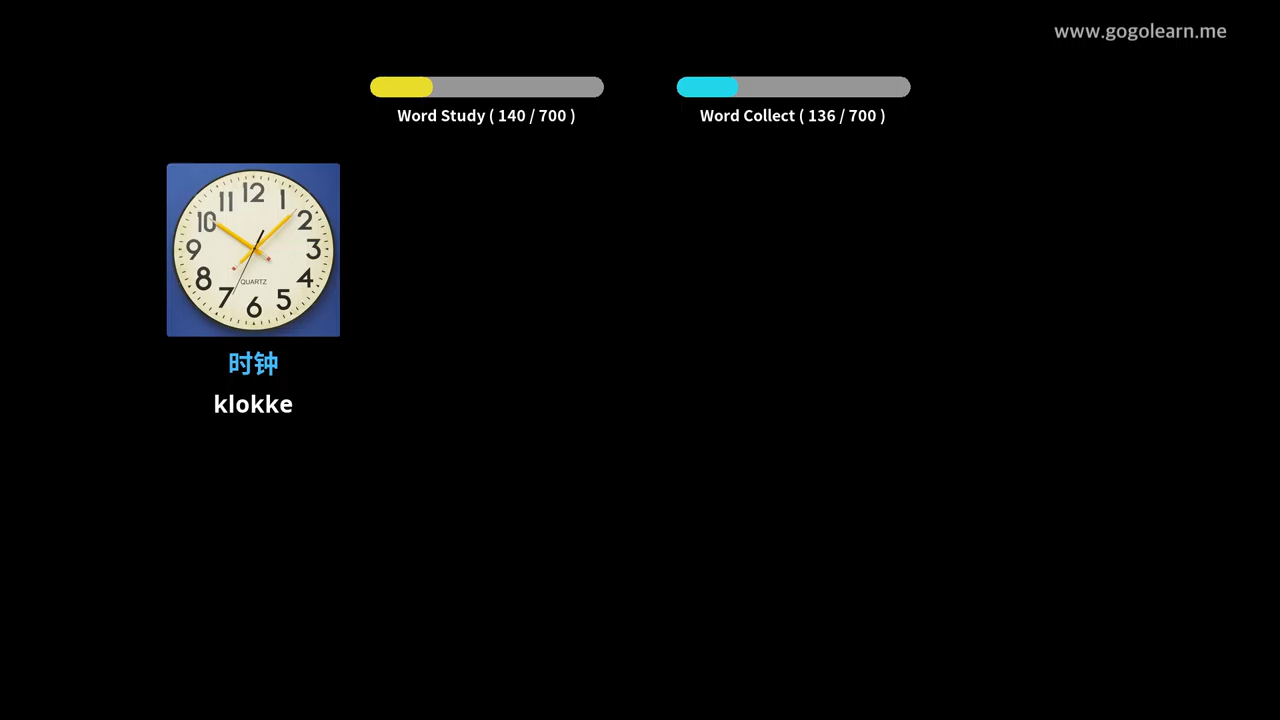 www.gogolearn.me
Word Study ( 140 / 700 )
Word Collect ( 136 / 700 )
12
11
1
10
2
9
3
8
4
7
5
6
QUARTZ
时钟
klokke